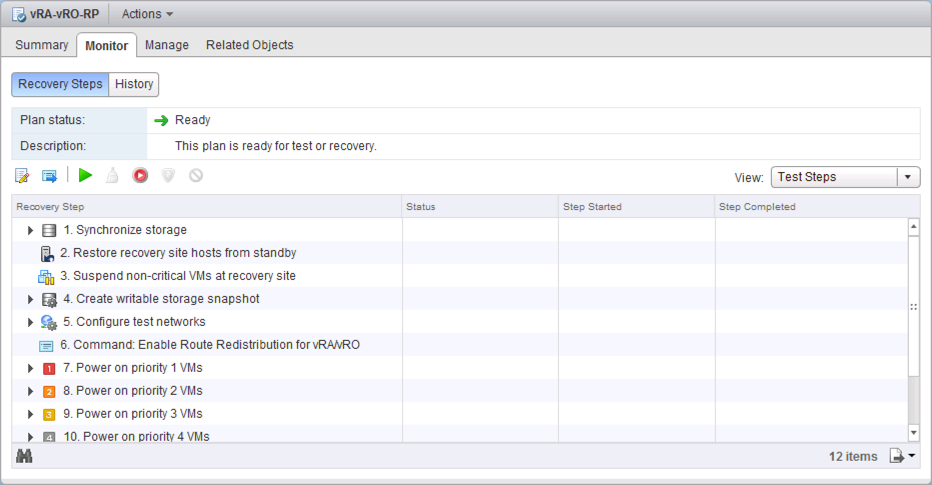 vRA-vRO-RP Actions
Summary Monitor Manage Related Objects
Recovery Steps History
Plan status: Ready
Description: This plan is ready for test or recovery.
View: Test Steps
Recovery Step Status Step Started Step Completed
1. Synchronize storage
2. Restore recovery site hosts from standby
3. Suspend non-critical VMs at recovery site
4. Create writable storage snapshot
5. Configure test networks
6. Command: Enable Route Redistribution for vRA/vRO
1 7. Power on priority 1 VMs
2 8. Power on priority 2 VMs
3 9. Power on priority 3 VMs
4 10. Power on priority 4 VMs
12 items